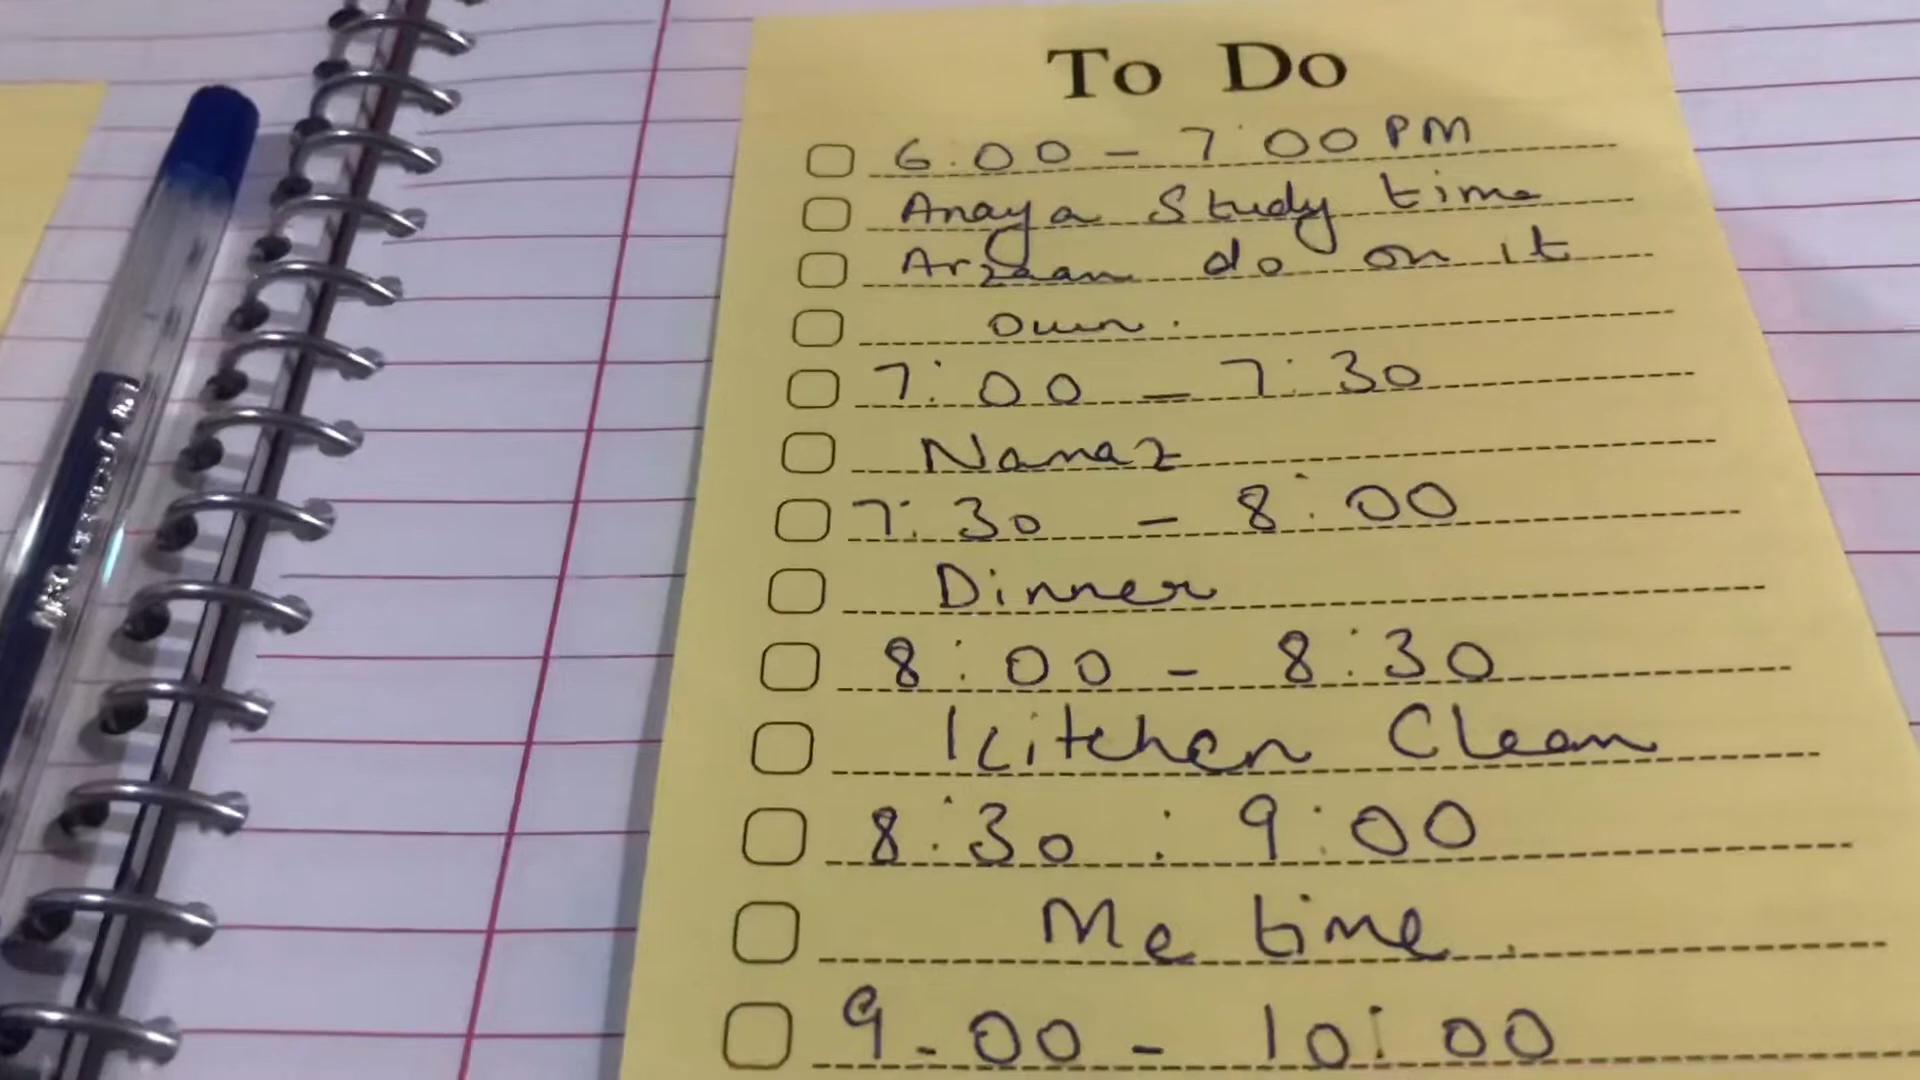 To Do
6:00 - 7:00 PM
Anaya Study time
Arzaan do on it
own.
7:00 - 7:30
Namaz
7:30 - 8:00
Dinner
8:00 - 8:30
Kitchen Clean
8:30 : 9:00
Me time.
9-00 - 10:00